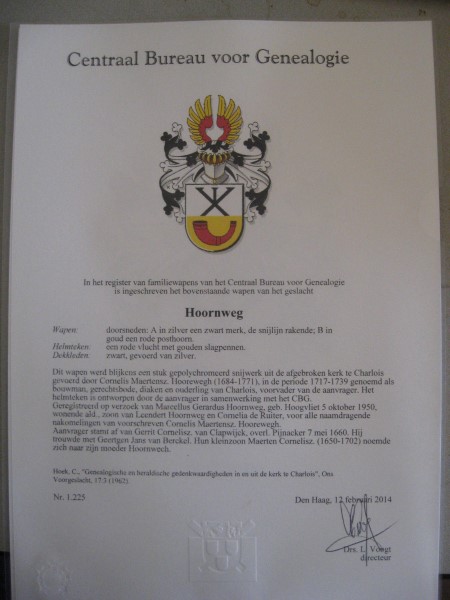 Centraal Bureau voor Genealogie
In het register van familiewapens van het Centraal Bureau voor Genealogie
is ingeschreven het bovenstaande wapen van het geslacht
Hoornweg
Wapen: doorsneden: A in zilver een zwart merk, de snijlijn rakende; B in
goud een rode posthoorn.
Helmteken: een rode vlucht met gouden slagpennen.
Dekkleden: zwart, gevoerd van zilver.
Dit wapen werd blijkens een stuk gepolychromeerd snijwerk uit de afgebroken kerk te Charlois
gevoerd door Cornelis Maertensz. Hoorewegh (1684-1771), in de periode 1717-1739 genoemd als
bouwman, gerechtsbode, diaken en ouderling van Charlois, voorvader van de aanvrager. Het
helmteken is ontworpen door de aanvrager in samenwerking met het CBG.
Geregistreerd op verzoek van Marcellus Gerardus Hoornweg, geb. Hoogvliet 5 oktober 1950,
wonende ald., zoon van Leendert Hoornweg en Cornelia de Ruiter, voor alle naamdragende
nakomelingen van voorschreven Cornelis Maertensz. Hoorewegh.
Aanvrager stamt af van Gerrit Cornelisz. van Clapwijck, overl. Pijnacker 7 mei 1660. Hij
trouwde met Geertgen Jans van Berckel. Hun kleinzoon Maerten Cornelisz. (1650-1702) noemde
zich naar zijn moeder Hoornwegh.
Hoek, C., "Genealogische en heraldische gedenkwaardigheden in en uit de kerk te Charlois", Ons
Voorgeslacht, 17.3 (1962).
Nr. 1.225 Den Haag, 12 februari 2014
Drs. L. Voogt
directeur